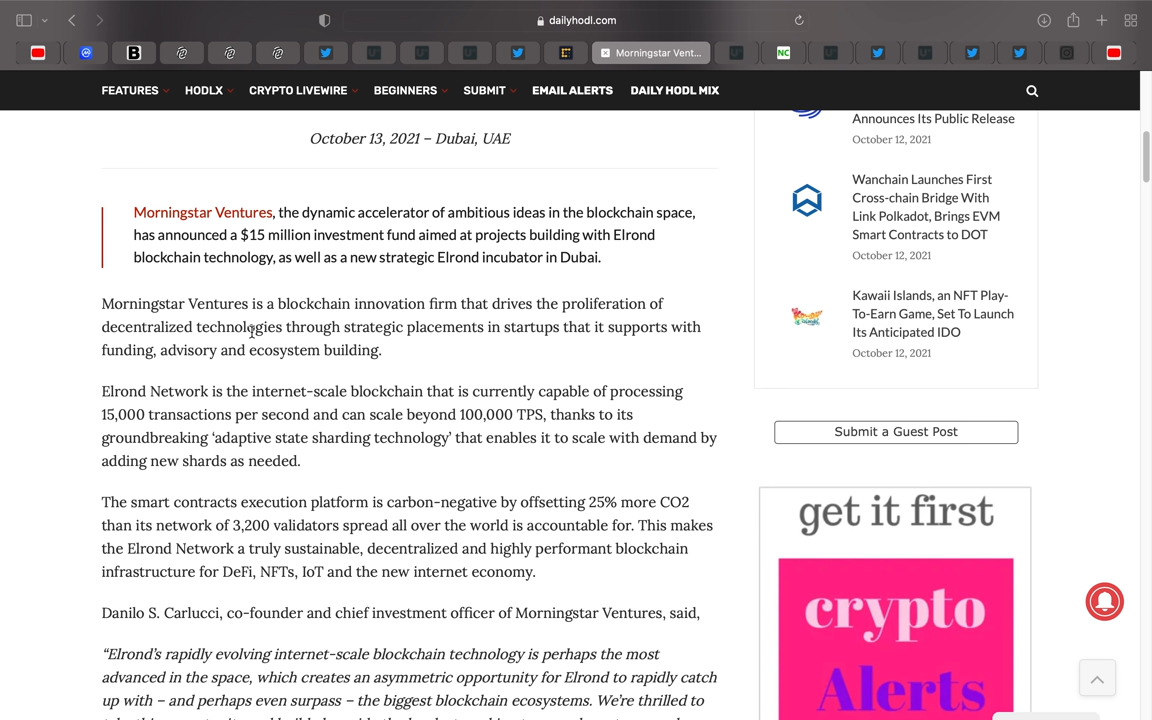 dailyhodl.com
Morningstar Vent...
NC
FEATURES HODLX CRYPTO LIVEWIRE BEGINNERS SUBMIT EMAIL ALERTS DAILY HODL MIX
October 13, 2021 – Dubai, UAE
Morningstar Ventures, the dynamic accelerator of ambitious ideas in the blockchain space,
has announced a $15 million investment fund aimed at projects building with Elrond
blockchain technology, as well as a new strategic Elrond incubator in Dubai.
Morningstar Ventures is a blockchain innovation firm that drives the proliferation of
decentralized technologies through strategic placements in startups that it supports with
funding, advisory and ecosystem building.
Elrond Network is the internet-scale blockchain that is currently capable of processing
15,000 transactions per second and can scale beyond 100,000 TPS, thanks to its
groundbreaking ‘adaptive state sharding technology’ that enables it to scale with demand by
adding new shards as needed.
The smart contracts execution platform is carbon-negative by offsetting 25% more CO2
than its network of 3,200 validators spread all over the world is accountable for. This makes
the Elrond Network a truly sustainable, decentralized and highly performant blockchain
infrastructure for DeFi, NFTs, IoT and the new internet economy.
Danilo S. Carlucci, co-founder and chief investment officer of Morningstar Ventures, said,
“Elrond’s rapidly evolving internet-scale blockchain technology is perhaps the most
advanced in the space, which creates an asymmetric opportunity for Elrond to rapidly catch
up with – and perhaps even surpass – the biggest blockchain ecosystems. We’re thrilled to
Announces Its Public Release
October 12, 2021
Wanchain Launches First
Cross-chain Bridge With
Link Polkadot, Brings EVM
Smart Contracts to DOT
October 12, 2021
Kawaii Islands, an NFT Play-
To-Earn Game, Set To Launch
Its Anticipated IDO
October 12, 2021
Submit a Guest Post
get it first
crypto
Alerts